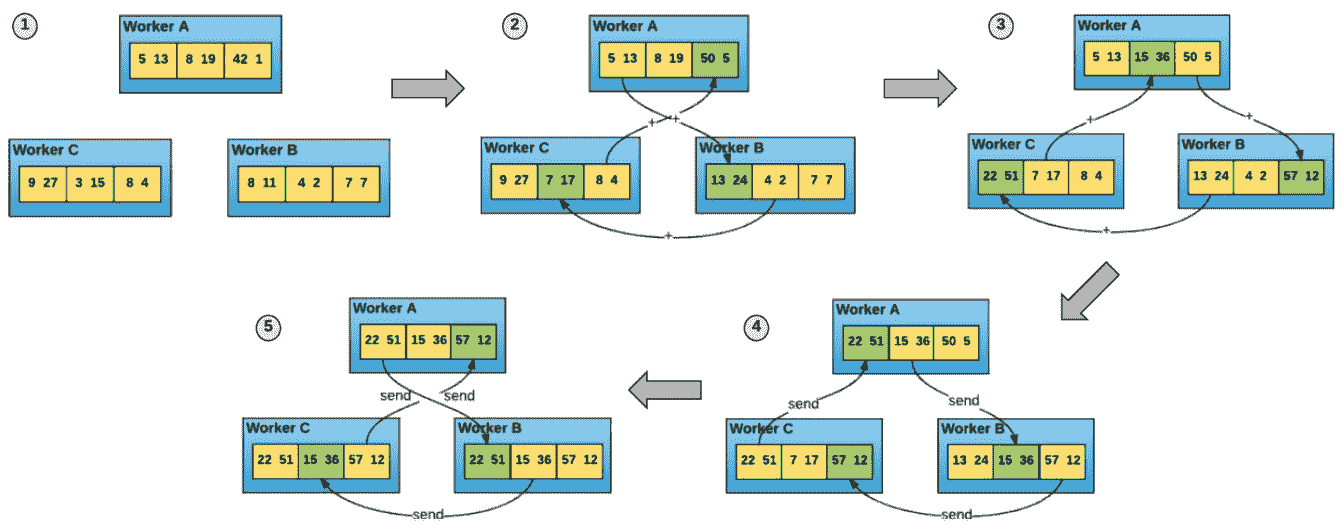 1
Worker A
5 13 8 19 42 1
Worker C
9 27 3 15 8 4
Worker B
8 11 4 2 7 7
2
Worker A
5 13 8 19 50 5
+ +
Worker C
9 27 7 17 8 4
Worker B
13 24 4 2 7 7
+
3
Worker A
5 13 15 36 50 5
+ +
Worker C
22 51 7 17 8 4
Worker B
13 24 4 2 57 12
+
4
Worker A
22 51 15 36 50 5
send send
Worker C
22 51 7 17 57 12
Worker B
13 24 15 36 57 12
send
5
Worker A
22 51 15 36 57 12
send send
Worker C
22 51 15 36 57 12
Worker B
22 51 15 36 57 12
send